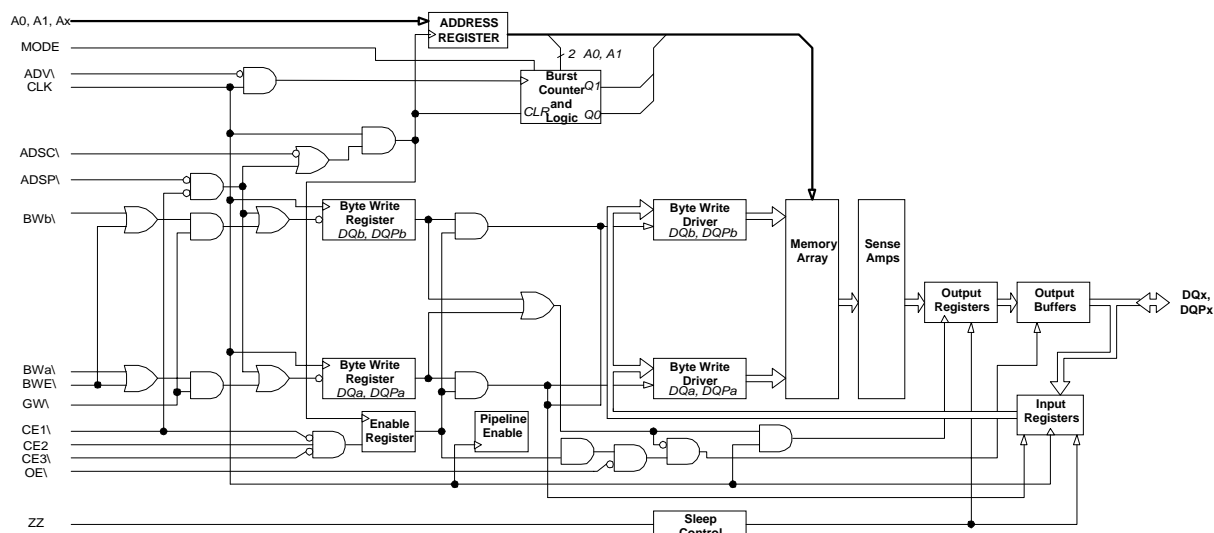 A0, A1, Ax
ADDRESS
REGISTER
MODE
2 A0, A1
ADV\
CLK
Burst
Counter
and
Logic
Q1
CLR
Q0
ADSC\
ADSP\
BWb\
Byte Write
Register
DQb, DQPb
Byte Write
Driver
DQb, DQPb
Memory
Array
Sense
Amps
Output
Registers
Output
Buffers
DQx,
DQPx
BWa\
BWE\
GW\
Byte Write
Register
DQa, DQPa
Byte Write
Driver
DQa, DQPa
Input
Registers
CE1\
CE2
CE3\
OE\
Enable
Register
Pipeline
Enable
ZZ
Sleep
Control